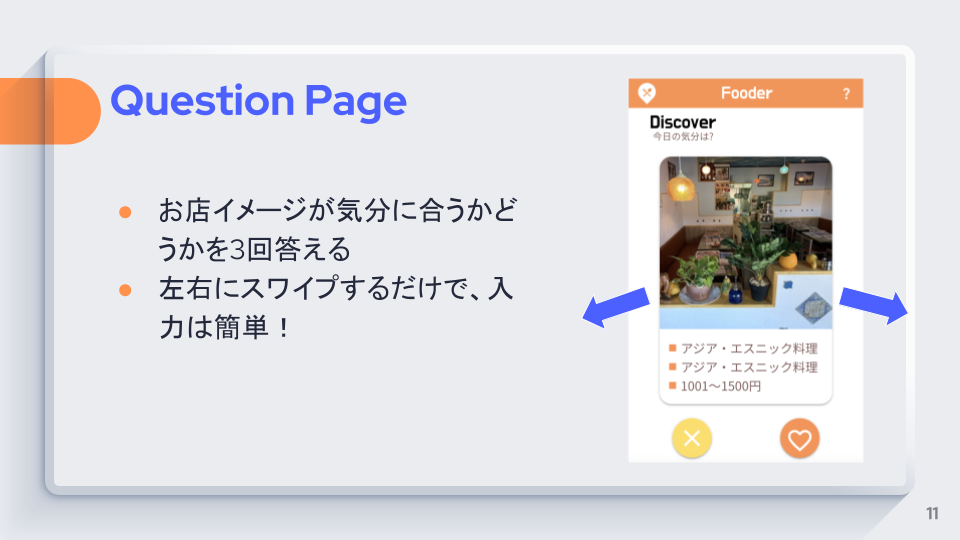 Question Page
お店イメージが気分に合うかど
うかを3回答える
左右にスワイプするだけで、入
力は簡単！
Fooder
?
Discover
今日の気分は?
アジア・エスニック料理
アジア・エスニック料理
1001〜1500円
11